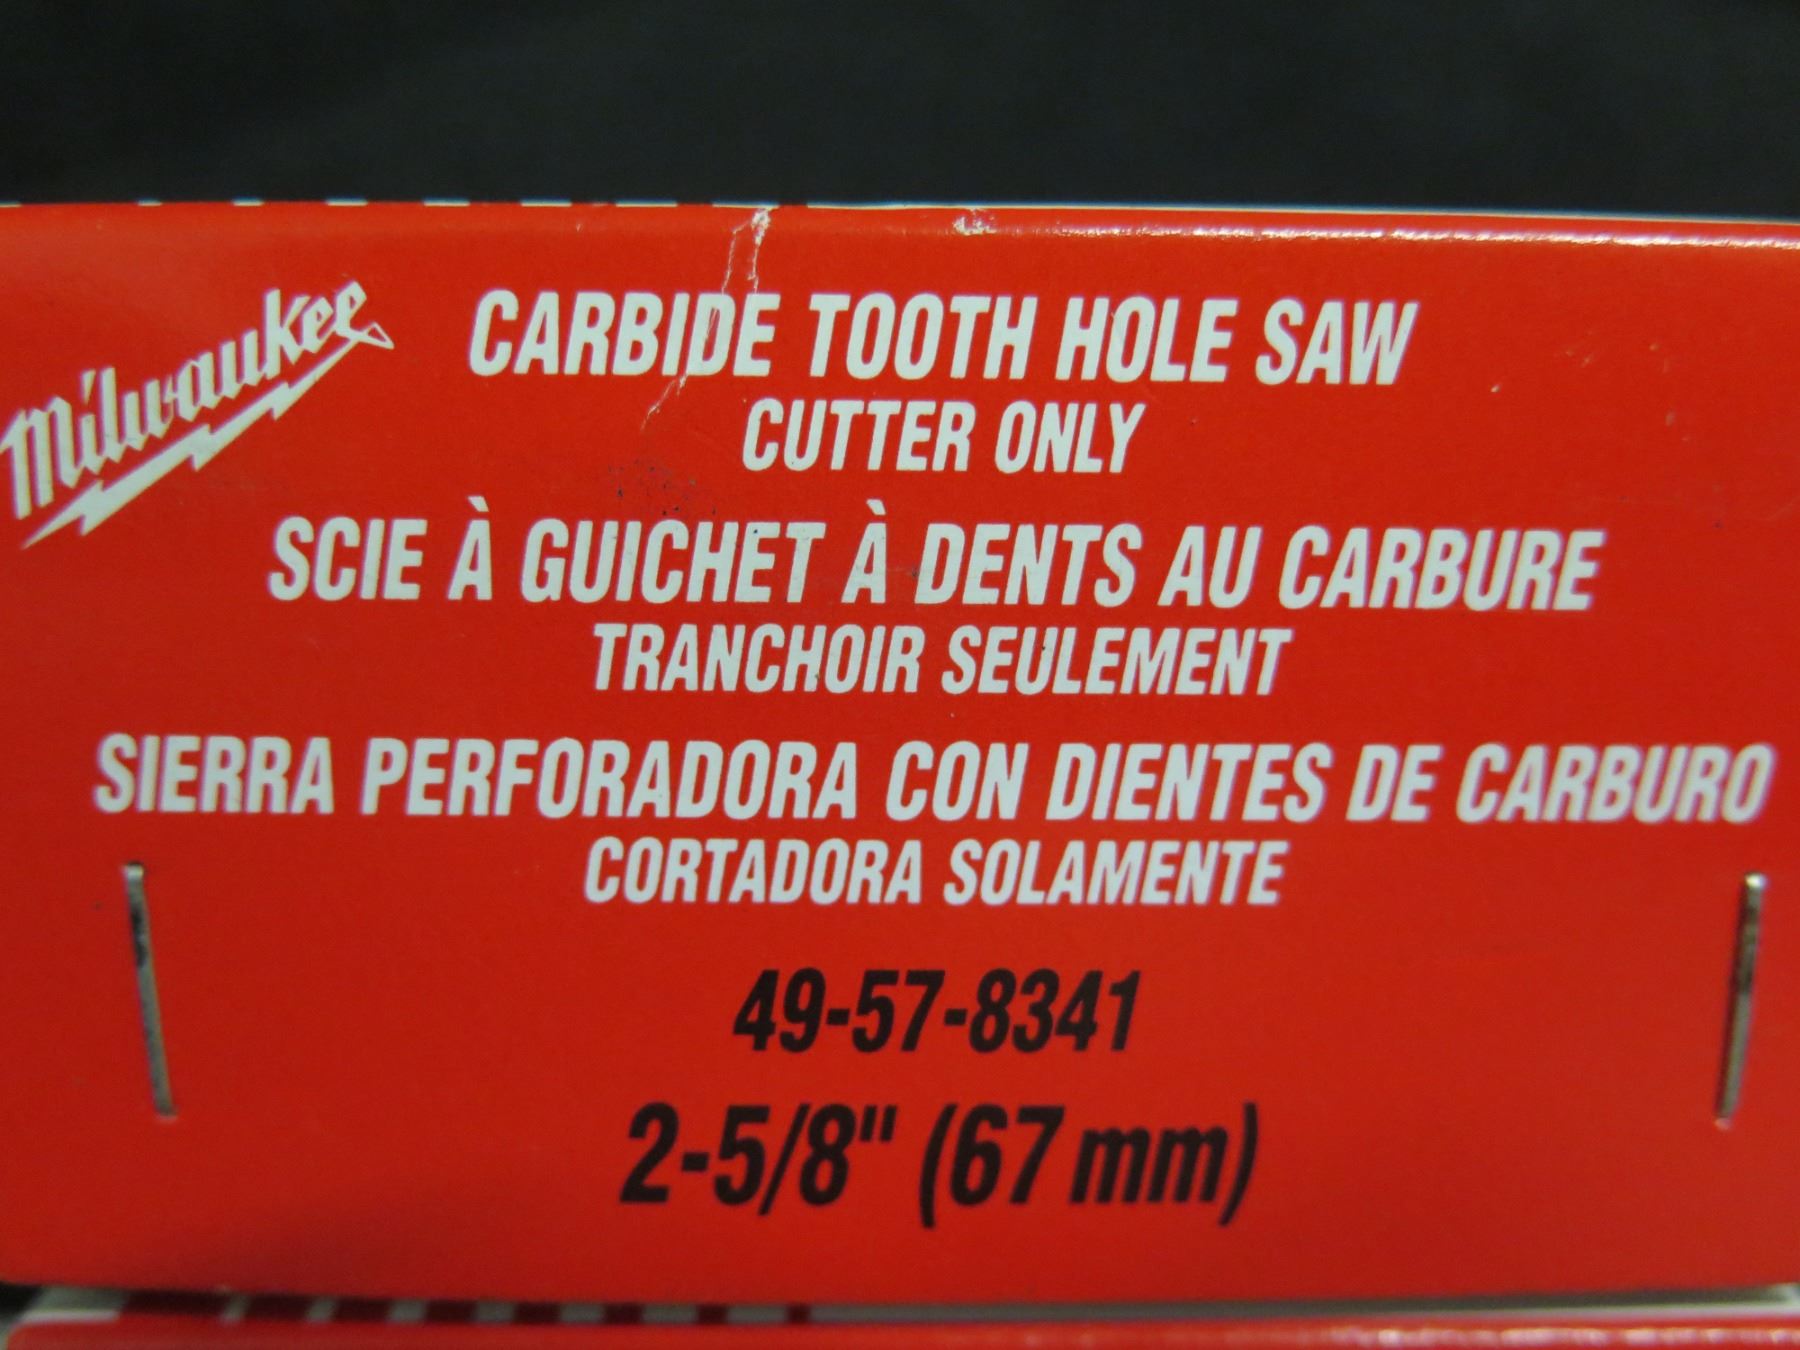 Milwaukee
CARBIDE TOOTH HOLE SAW
CUTTER ONLY
SCIE À GUICHET À DENTS AU CARBURE
TRANCHOIR SEULEMENT
SIERRA PERFORADORA CON DIENTES DE CARBURO
CORTADORA SOLAMENTE
49-57-8341
2-5/8" (67 mm)